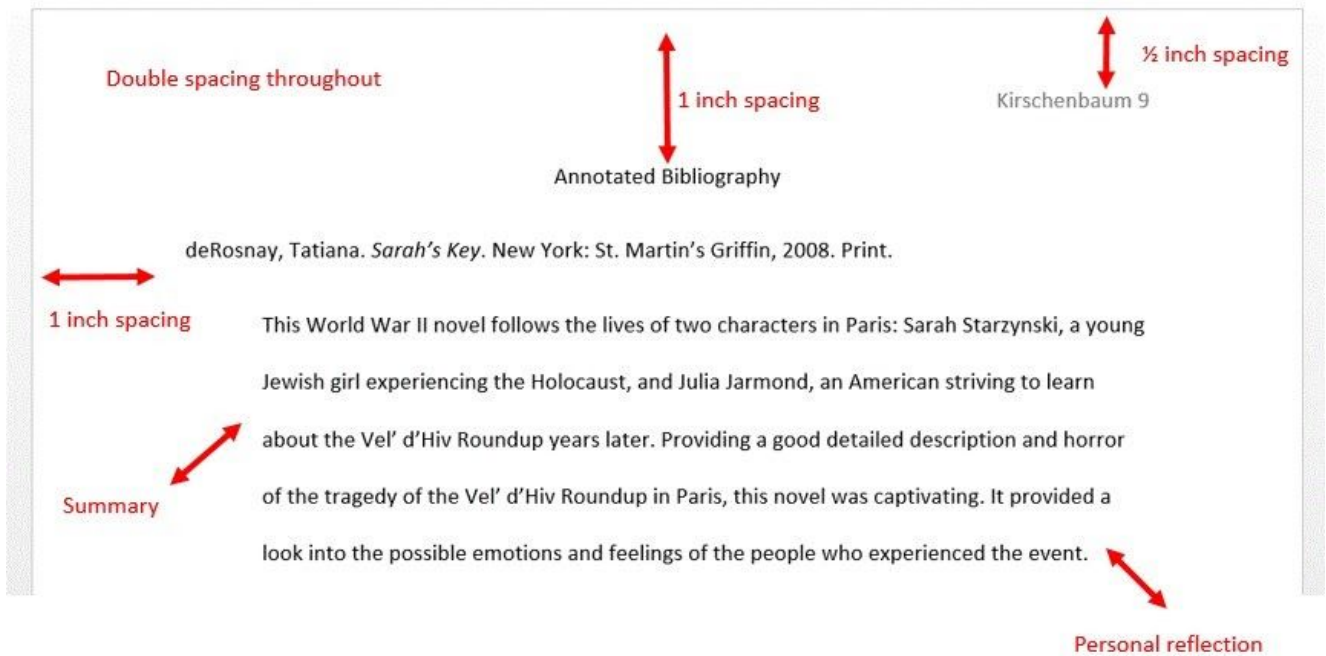 ½ inch spacing
Double spacing throughout
1 inch spacing
Kirschenbaum 9
Annotated Bibliography
deRosnay, Tatiana. Sarah’s Key. New York: St. Martin’s Griffin, 2008. Print.
1 inch spacing
This World War II novel follows the lives of two characters in Paris: Sarah Starzynski, a young
Jewish girl experiencing the Holocaust, and Julia Jarmond, an American striving to learn
about the Vel’ d’Hiv Roundup years later. Providing a good detailed description and horror
of the tragedy of the Vel’ d’Hiv Roundup in Paris, this novel was captivating. It provided a
Summary
look into the possible emotions and feelings of the people who experienced the event.
Personal reflection